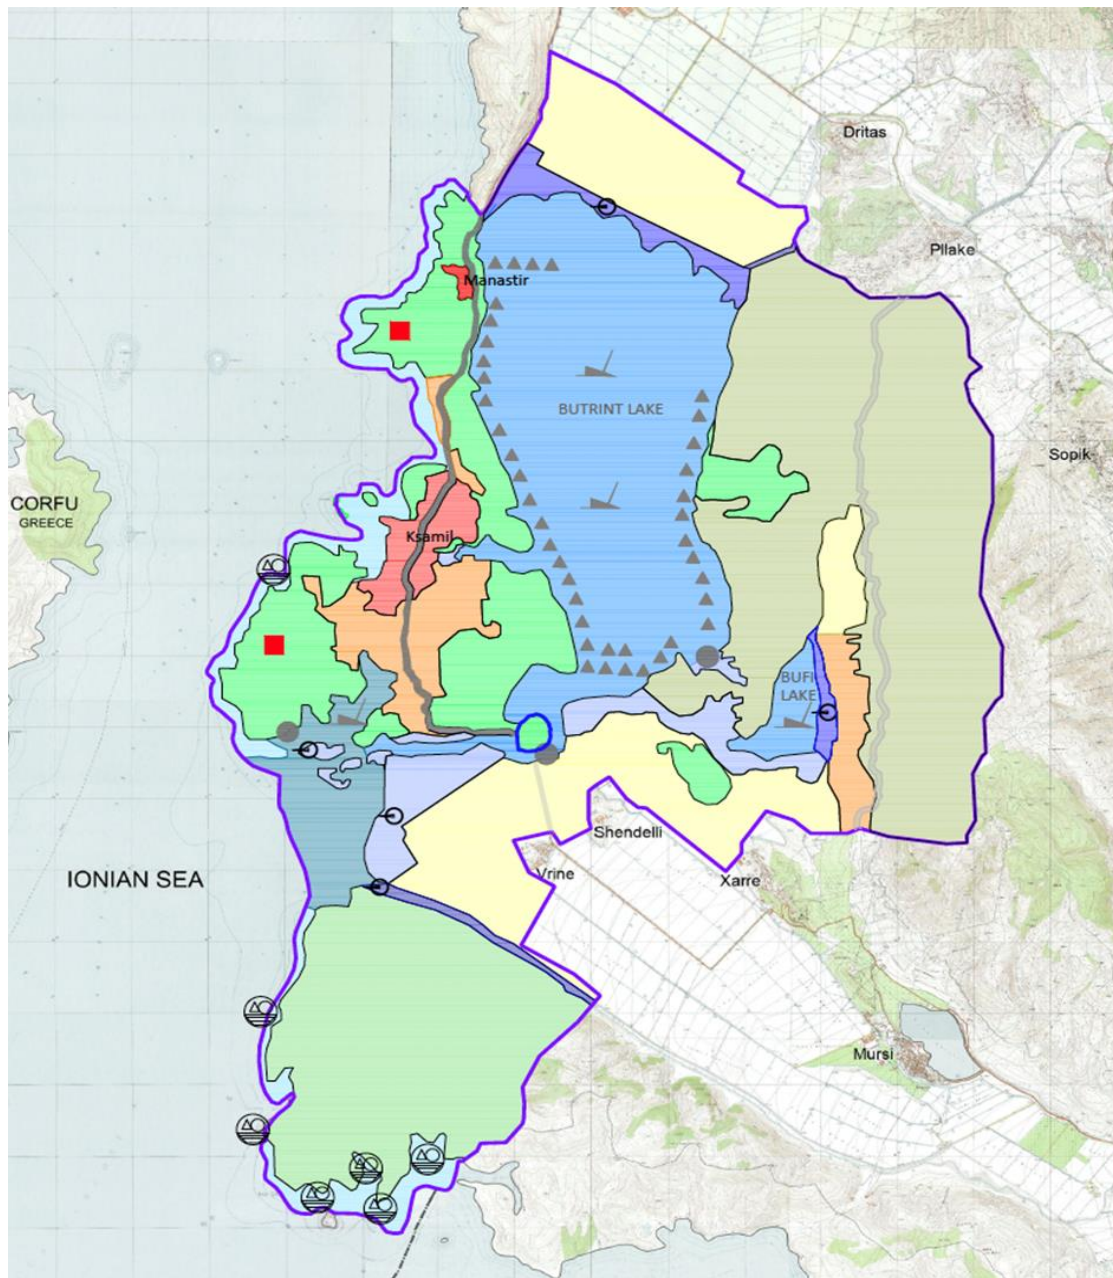 Dritas
Pllake
Manastir
BUTRINT LAKE
Sopik
CORFU
GREECE
Ksamil
BUFI
LAKE
Shendelli
IONIAN SEA
Vrine
Xarre
Mursi